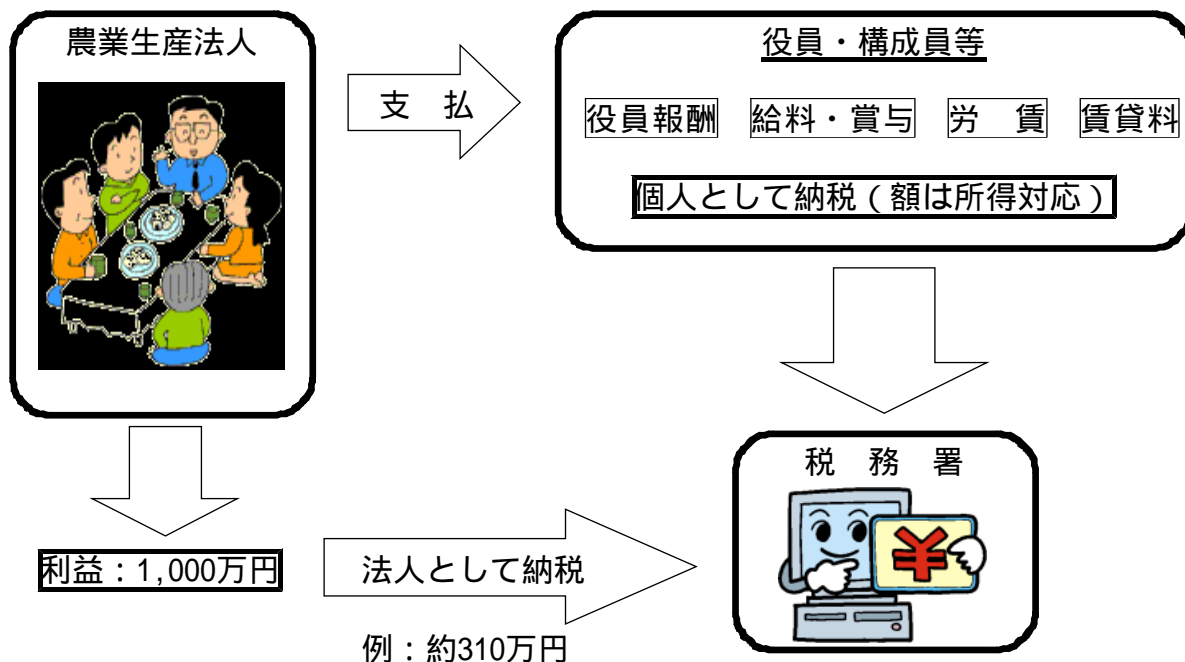 農業生産法人
支　払
役員・構成員等
役員報酬　給料・賞与　労　賃　賃貸料
個人として納税（額は所得対応）
税　務　署
¥
利益：1,000万円
法人として納税
例：約310万円